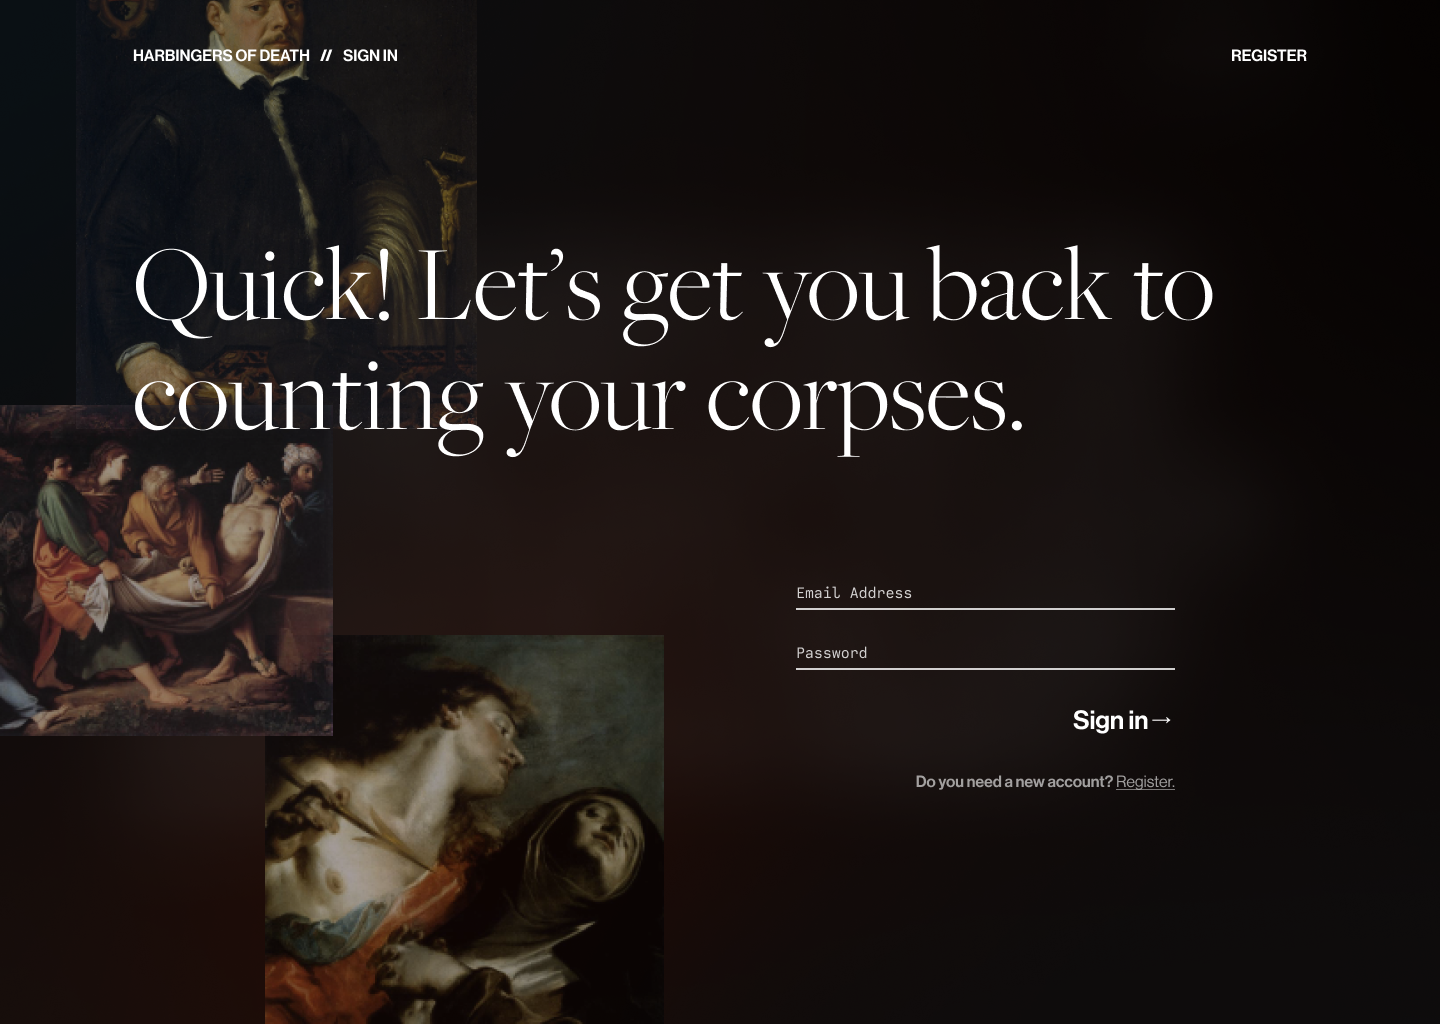 HARBINGERS OF DEATH // SIGN IN
REGISTER
Quick! Let’s get you back to
counting your corpses.
Email Address
Password
Sign in→
Do you need a new account? Register.